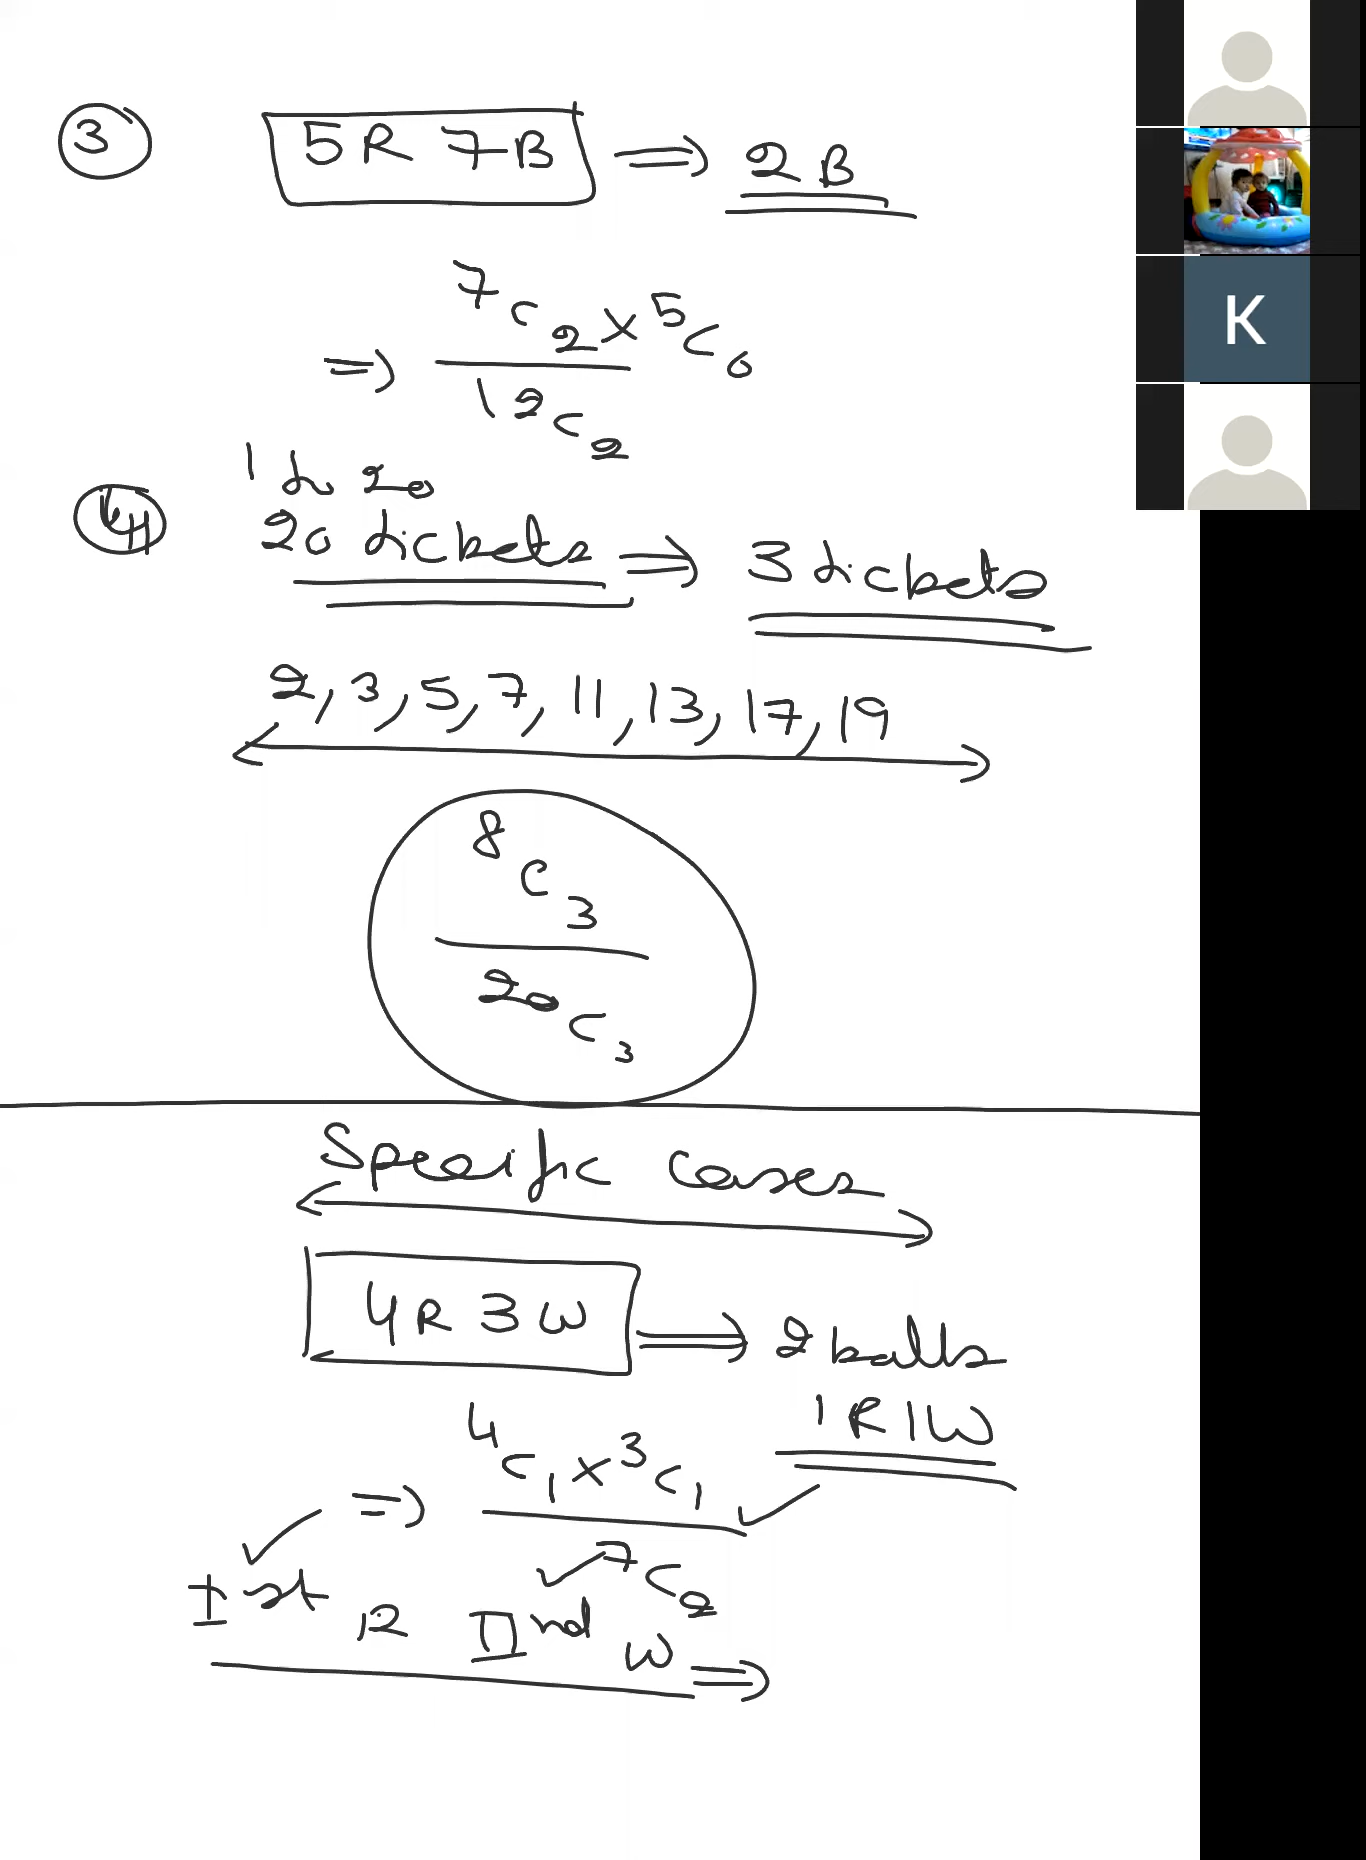 3
5R 7B ⇒ 2B
K
⇒ 7c2 x 5c0
12c2
1 to 20
4
20 tickets ⇒ 3 tickets
2, 3, 5, 7, 11, 13, 17, 19
8c3
20c3
Specific cases
4R 3W ⇒ 2 balls
1R 1W
⇒ 4c1 x 3c1
7c2
Ist R IInd W ⇒